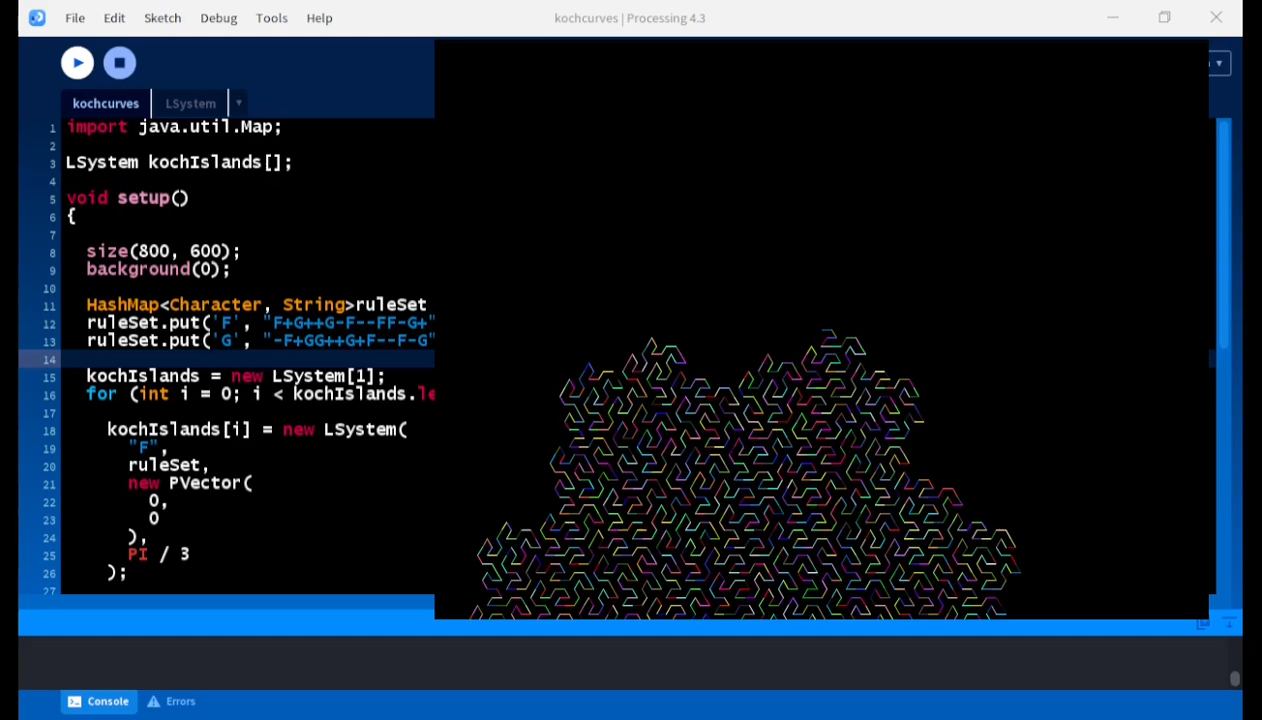 File Edit Sketch Debug Tools Help kochcurves | Processing 4.3
kochcurves LSystem
1 import java.util.Map;
2
3 LSystem kochIslands[];
4
5 void setup()
6 {
7
8 size(800, 600);
9 background(0);
10
11 HashMap<Character, String>ruleSet
12 ruleSet.put('F', "F+G++G-F--FF-G+"
13 ruleSet.put('G', "-F+GG++G+F--F-G"
14
15 kochIslands = new LSystem[1];
16 for (int i = 0; i < kochIslands.le
17
18 kochIslands[i] = new LSystem(
19 "F",
20 ruleSet,
21 new PVector(
22 0,
23 0
24 ),
25 PI / 3
26 );
27
Console Errors